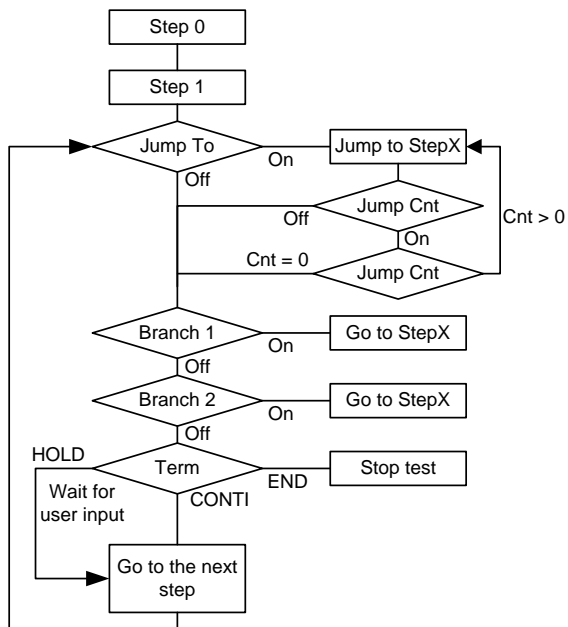 Step 0
Step 1
Jump To
On
Jump to StepX
Off
Off
Jump Cnt
On
Cnt > 0
Cnt = 0
Jump Cnt
Branch 1
On
Go to StepX
Off
Branch 2
On
Go to StepX
Off
HOLD
Term
END
Stop test
Wait for
user input
CONTI
Go to the next
step